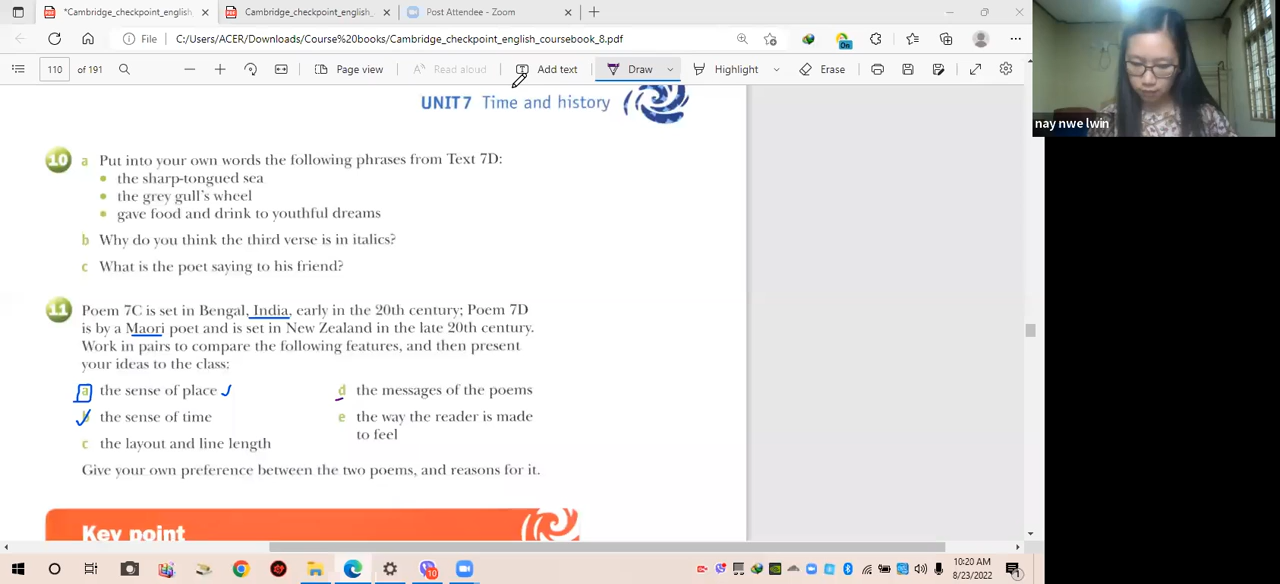 *Cambridge_checkpoint_english
Cambridge_checkpoint_english_
Post Attendee - Zoom
File
C:/Users/ACER/Downloads/Course%20books/Cambridge_checkpoint_english_coursebook_8.pdf
On
110 of 191
Page view
Read aloud
Add text
Draw
Highlight
Erase
nay nwe lwin
UNIT 7 Time and history
10 a Put into your own words the following phrases from Text 7D:
• the sharp-tongued sea
• the grey gull's wheel
• gave food and drink to youthful dreams
b Why do you think the third verse is in italics?
c What is the poet saying to his friend?
11 Poem 7C is set in Bengal, India, early in the 20th century; Poem 7D
is by a Maori poet and is set in New Zealand in the late 20th century.
Work in pairs to compare the following features, and then present
your ideas to the class:
a the sense of place
d the messages of the poems
b the sense of time
e the way the reader is made
to feel
c the layout and line length
Give your own preference between the two poems, and reasons for it.
Key point
10
10:20 AM
8/23/2022
1